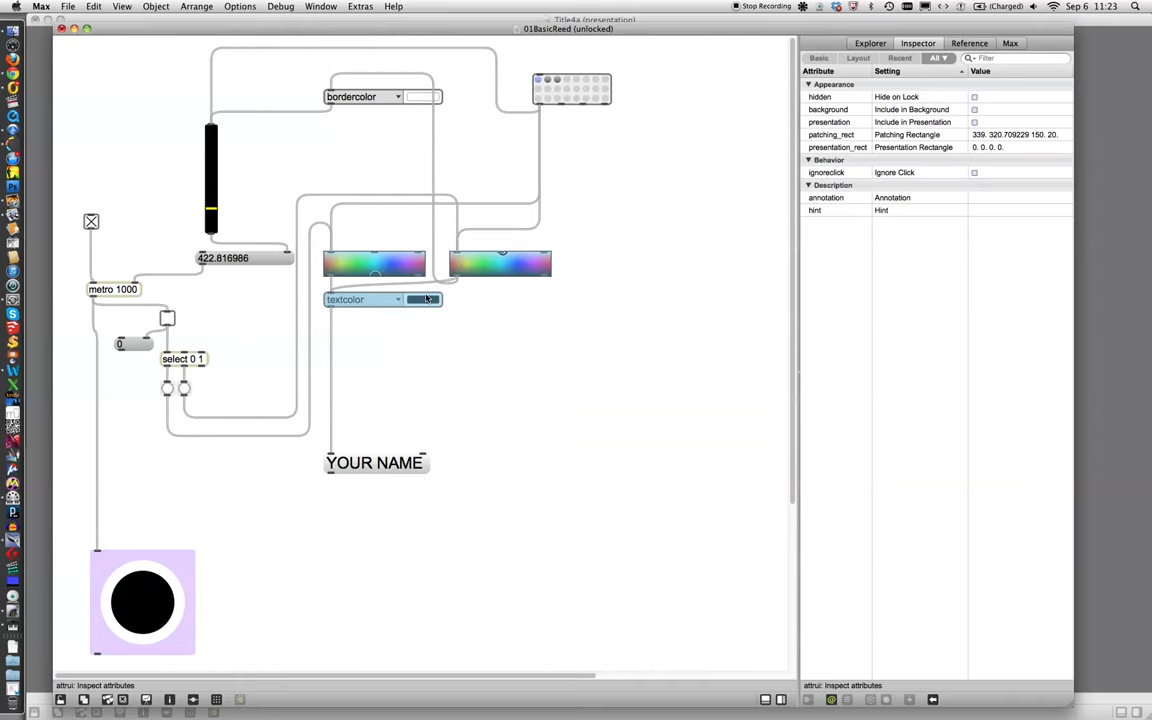 Max File Edit View Object Arrange Options Debug Window Extras Help
Stop Recording
(Charged)
Sep 6 11:23
Title4a (presentation)
01BasicReed (unlocked)
Explorer Inspector Reference Max
Basic Layout Recent All Filter
Attribute Setting Value
Appearance
hidden Hide on Lock
background Include in Background
presentation Include in Presentation
patching_rect Patching Rectangle 339. 320.709229 150. 20.
presentation_rect Presentation Rectangle 0. 0. 0. 0.
Behavior
ignoreclick Ignore Click
Description
annotation Annotation
hint Hint
bordercolor
422.816986
metro 1000
textcolor
0
select 0 1
YOUR NAME
attrui: Inspect attributes
attrui: Inspect attributes